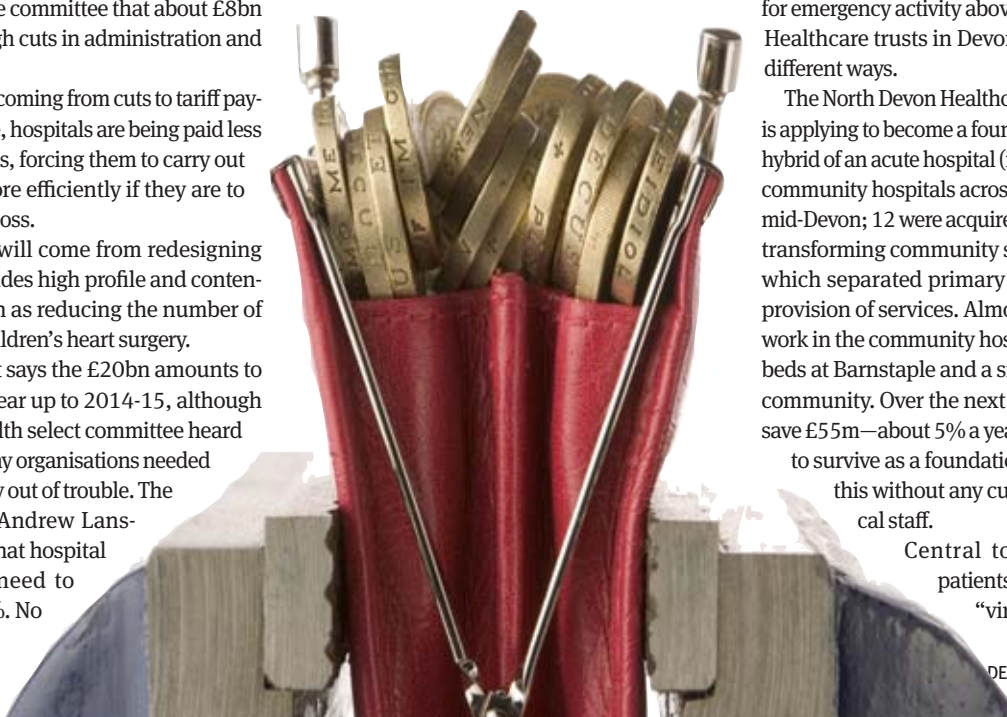 e committee that about £8bn
gh cuts in administration and
coming from cuts to tariff pay-
, hospitals are being paid less
s, forcing them to carry out
ore efficiently if they are to
oss.
will come from redesigning
des high profile and conten-
h as reducing the number of
ildren's heart surgery.
t says the £20bn amounts to
ear up to 2014-15, although
lth select committee heard
ny organisations needed
y out of trouble. The
Andrew Lans-
hat hospital
need to
%. No
for emergency activity abov
Healthcare trusts in Devon
different ways.
The North Devon Healthc
is applying to become a foun
hybrid of an acute hospital (
community hospitals acros
mid-Devon; 12 were acquire
transforming community s
which separated primary
provision of services. Almo
work in the community hos
beds at Barnstaple and a s
community. Over the next
save £55m—about 5% a yea
to survive as a foundatio
this without any cu
cal staff.
Central to
patients
“vir
DE